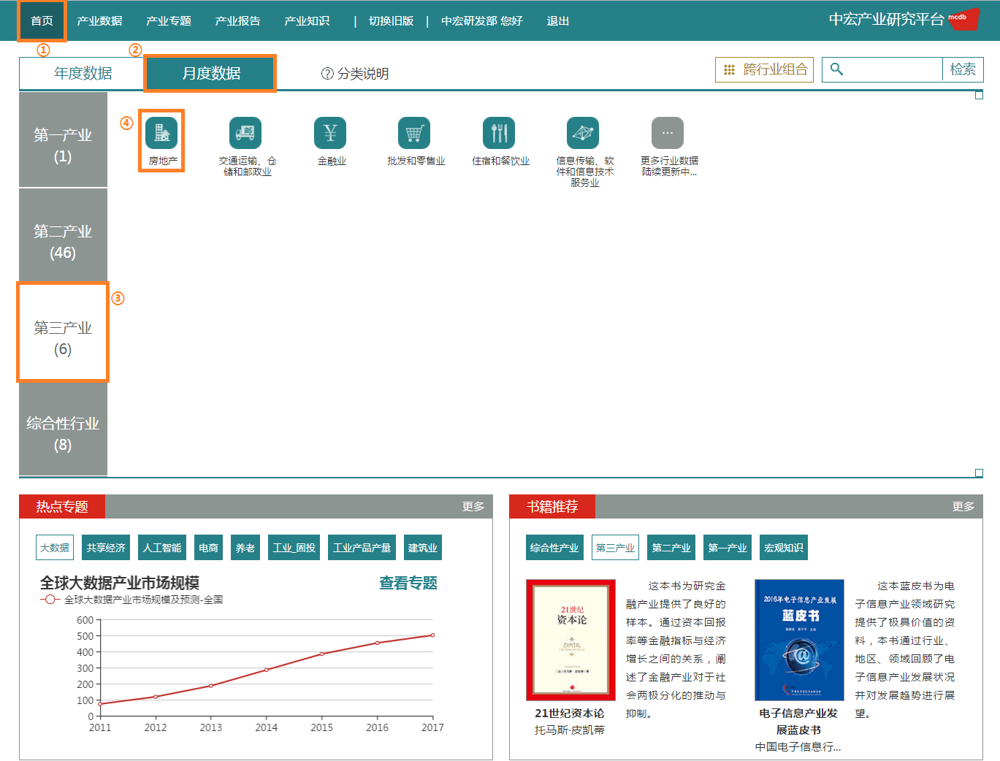 首页 产业数据 产业专题 产业报告 产业知识 | 切换旧版 | 中宏研发部 您好 退出
中宏产业研究平台 mcdb
① ②
年度数据 月度数据 ? 分类说明 跨行业组合 检索
第一产业
(1)
④
房地产
交通运输、仓
储和邮政业
邮
¥
金融业
批发和零售业
住宿和餐饮业
信息传输、软
件和信息技术
服务业
...
更多行业数据
陆续更新中...
第二产业
(46)
③
第三产业
(6)
综合性行业
(8)
热点专题 更多
大数据 共享经济 人工智能 电商 养老 工业_固投 工业产品产量 建筑业
全球大数据产业市场规模 查看专题
全球大数据产业市场规模及预测-全国
600
500
400
300
200
100
0
2011 2012 2013 2014 2015 2016 2017
书籍推荐 更多
综合性产业 第三产业 第二产业 第一产业 宏观知识
21世纪
资本论
CAPITAL
21世纪资本论
托马斯·皮凯蒂
这本书为研究金
融产业提供了良好的
样本。通过资本回报
率等金融指标与经济
增长之间的关系，阐
述了金融产业对于社
会两极分化的推动与
抑制。
2016年电子信息产业发展
蓝皮书
@
电子信息产业发
展蓝皮书
中国电子信息行...
这本蓝皮书为电
子信息产业领域研究
提供了极具价值的资
料，本书通过行业、
地区、领域回顾了电
子信息产业发展状况
并对发展趋势进行展
望。